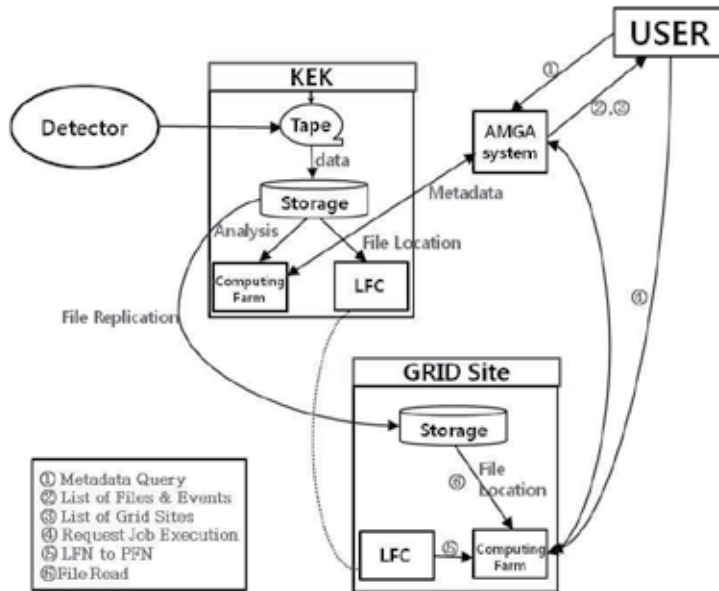 USER
①
②,③
KEK
Detector
Tape
AMGA
system
data
Storage
Metadata
Analysis
File Location
Computing
Farm
LFC
④
File Replication
GRID Site
Storage
⑥
File
Location
① Metadata Query
② List of Files & Events
③ List of Grid Sites
④ Request Job Execution
⑤ LFN to PFN
⑥File Read
LFC
⑤
Computing
Farm